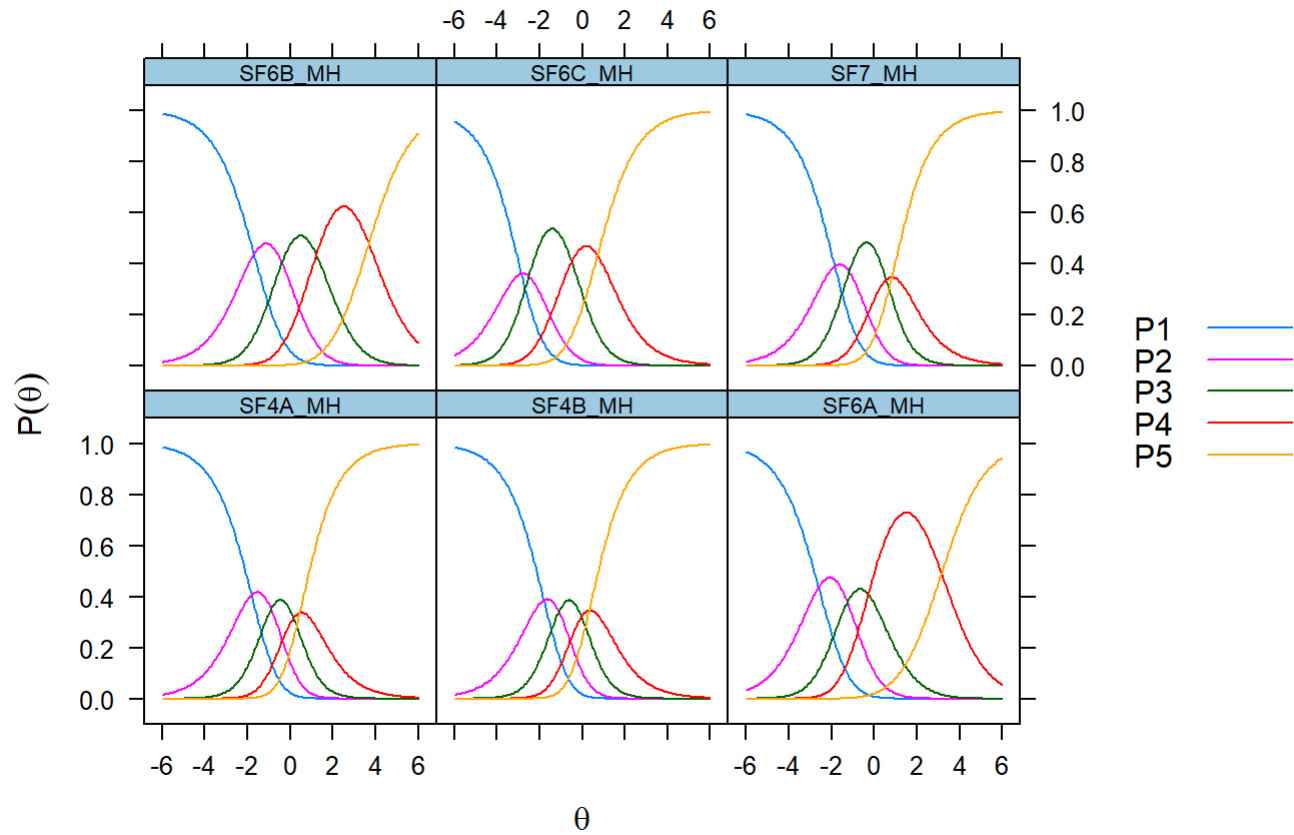 -6 -4 -2 0 2 4 6
SF6B_MH SF6C_MH SF7_MH
1.0
0.8
0.6
0.4
0.2
0.0
SF4A_MH SF4B_MH SF6A_MH
1.0
0.8
0.6
0.4
0.2
0.0
-6 -4 -2 0 2 4 6 -6 -4 -2 0 2 4 6
P(θ)
θ
P1
P2
P3
P4
P5